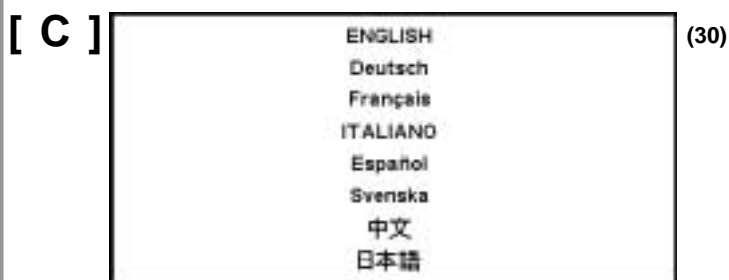 [ C ]
ENGLISH
(30)
Deutsch
Français
ITALIANO
Español
Svenska
中文
日本語